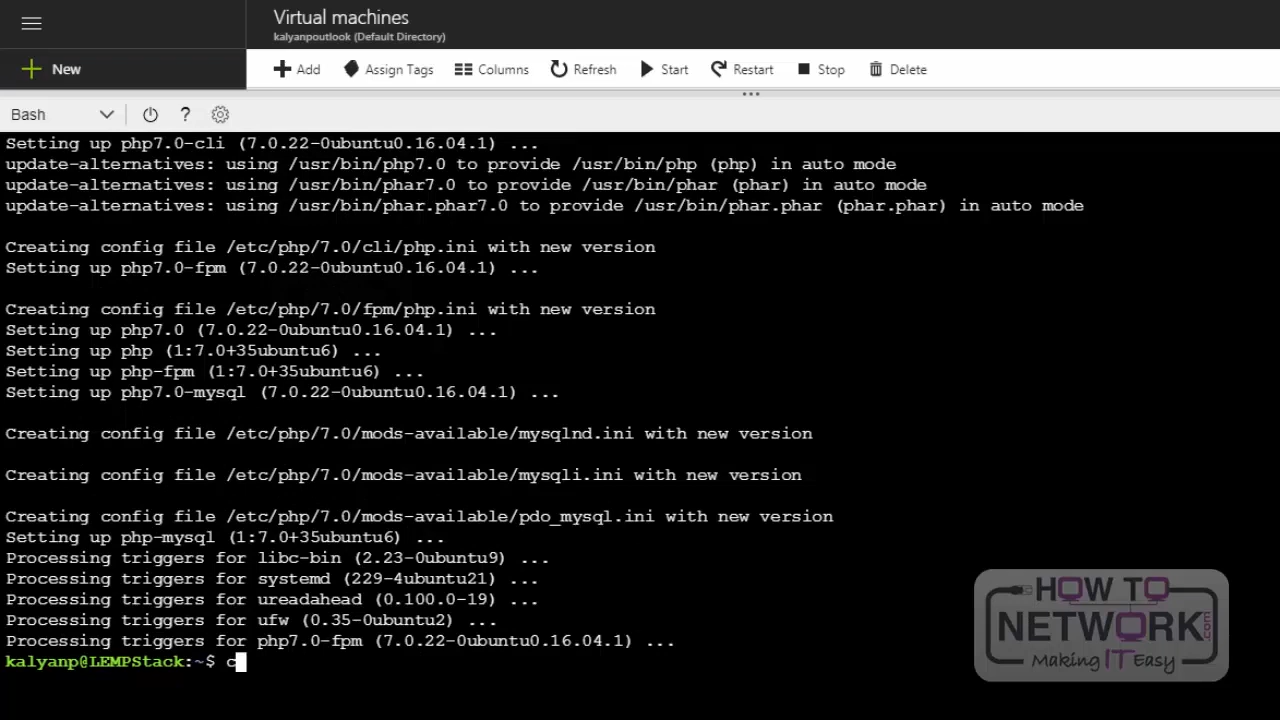 Virtual machines
kalyanpoutlook (Default Directory)
New
Add
Assign Tags
Columns
Refresh
Start
Restart
Stop
Delete
Bash
?
Setting up php7.0-cli (7.0.22-0ubuntu0.16.04.1) ...
update-alternatives: using /usr/bin/php7.0 to provide /usr/bin/php (php) in auto mode
update-alternatives: using /usr/bin/phar7.0 to provide /usr/bin/phar (phar) in auto mode
update-alternatives: using /usr/bin/phar.phar7.0 to provide /usr/bin/phar.phar (phar.phar) in auto mode
Creating config file /etc/php/7.0/cli/php.ini with new version
Setting up php7.0-fpm (7.0.22-0ubuntu0.16.04.1) ...
Creating config file /etc/php/7.0/fpm/php.ini with new version
Setting up php7.0 (7.0.22-0ubuntu0.16.04.1) ...
Setting up php (1:7.0+35ubuntu6) ...
Setting up php-fpm (1:7.0+35ubuntu6) ...
Setting up php7.0-mysql (7.0.22-0ubuntu0.16.04.1) ...
Creating config file /etc/php/7.0/mods-available/mysqlnd.ini with new version
Creating config file /etc/php/7.0/mods-available/mysqli.ini with new version
Creating config file /etc/php/7.0/mods-available/pdo_mysql.ini with new version
Setting up php-mysql (1:7.0+35ubuntu6) ...
Processing triggers for libc-bin (2.23-0ubuntu9) ...
Processing triggers for systemd (229-4ubuntu21) ...
Processing triggers for ureadahead (0.100.0-19) ...
Processing triggers for ufw (0.35-0ubuntu2) ...
Processing triggers for php7.0-fpm (7.0.22-0ubuntu0.16.04.1) ...
kalyanp@LEMPStack:~$ c
HOW TO
NETWORK.com
Making IT Easy